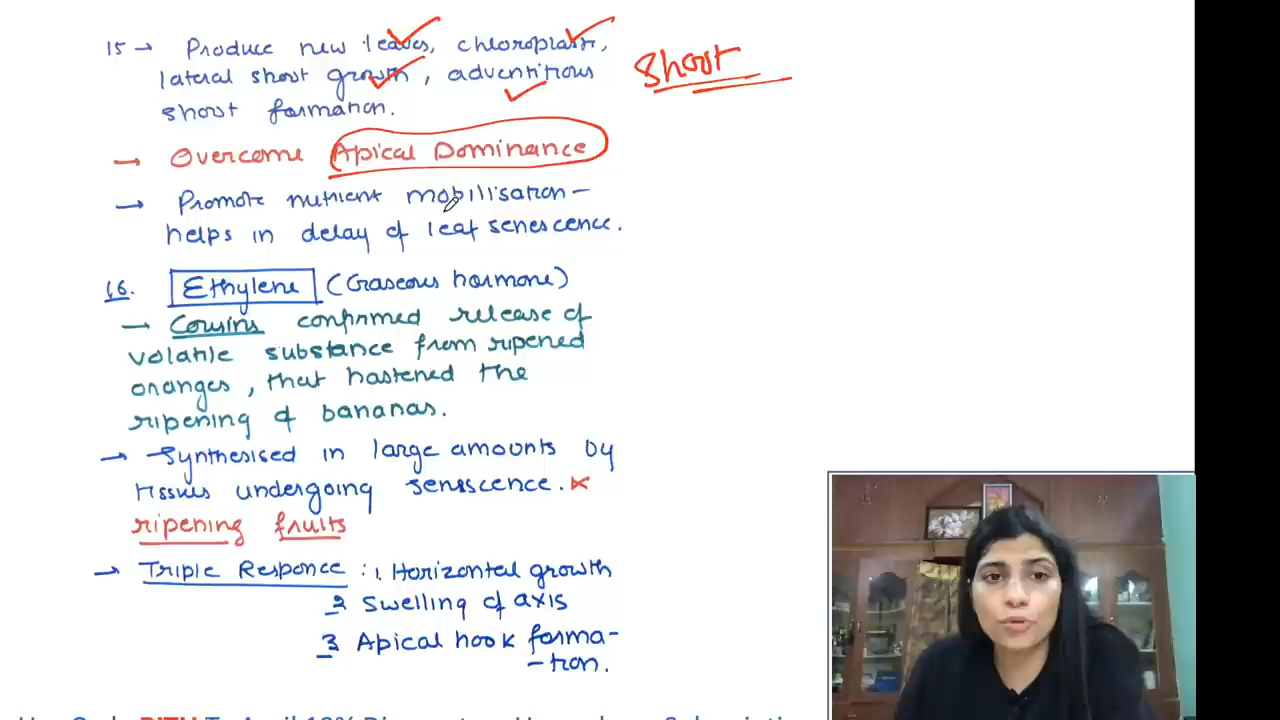 15 → Produce new leaves, chloroplast,
lateral shoot growth, adventitious
shoot formation.
Shoot
→ Overcome Apical Dominance
→ Promote nutrient mobilisation -
helps in delay of leaf senescence.
16. Ethylene (Gaseous hormone)
→ Cousins confirmed release of
volatile substance from ripened
oranges, that hastened the
ripening of bananas.
→ Synthesised in large amounts by
tissues undergoing senescence. ×
ripening fruits
→ Triple Responce : 1. Horizontal growth
2 Swelling of axis
3 Apical hook forma-
-tion.